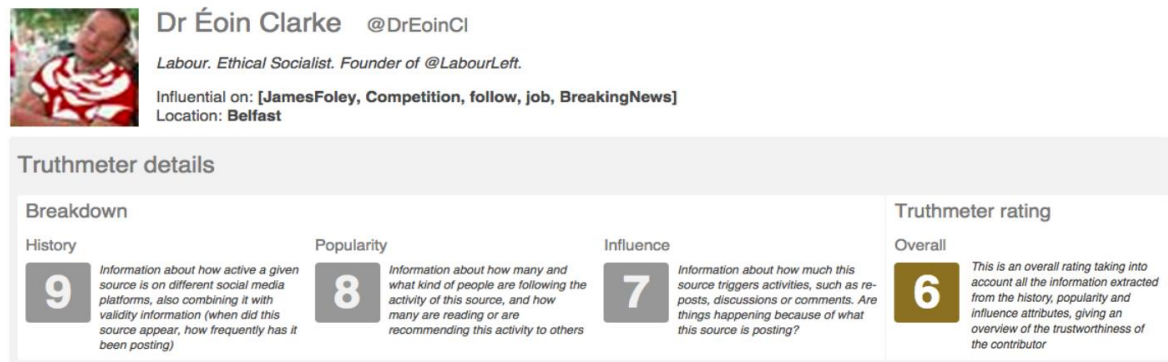 Dr Éoin Clarke @DrEoinCl
Labour. Ethical Socialist. Founder of @LabourLeft.
Influential on: [JamesFoley, Competition, follow, job, BreakingNews]
Location: Belfast
Truthmeter details
Breakdown
History
9
Information about how active a given
source is on different social media
platforms, also combining it with
validity information (when did this
source appear, how frequently has it
been posting)
Popularity
8
Information about how many and
what kind of people are following the
activity of this source, and how
many are reading or are
recommending this activity to others
Influence
7
Information about how much this
source triggers activities, such as re-
posts, discussions or comments. Are
things happening because of what
this source is posting?
Truthmeter rating
Overall
6
This is an overall rating taking into
account all the information extracted
from the history, popularity and
influence attributes, giving an
overview of the trustworthiness of
the contributor